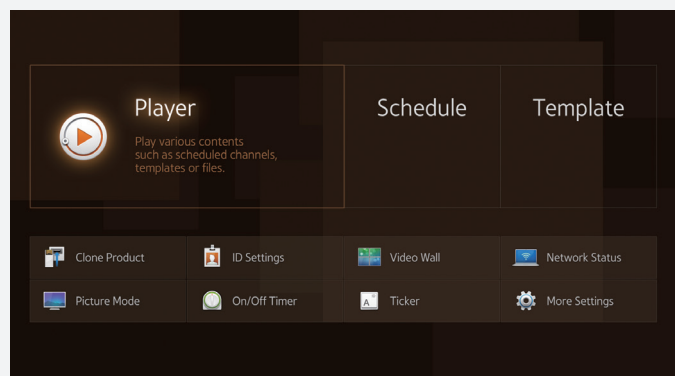 Player
Schedule
Template
Play various contents
such as scheduled channels,
templates or files.
Clone Product
ID Settings
Video Wall
Network Status
Picture Mode
On/Off Timer
A
Ticker
More Settings